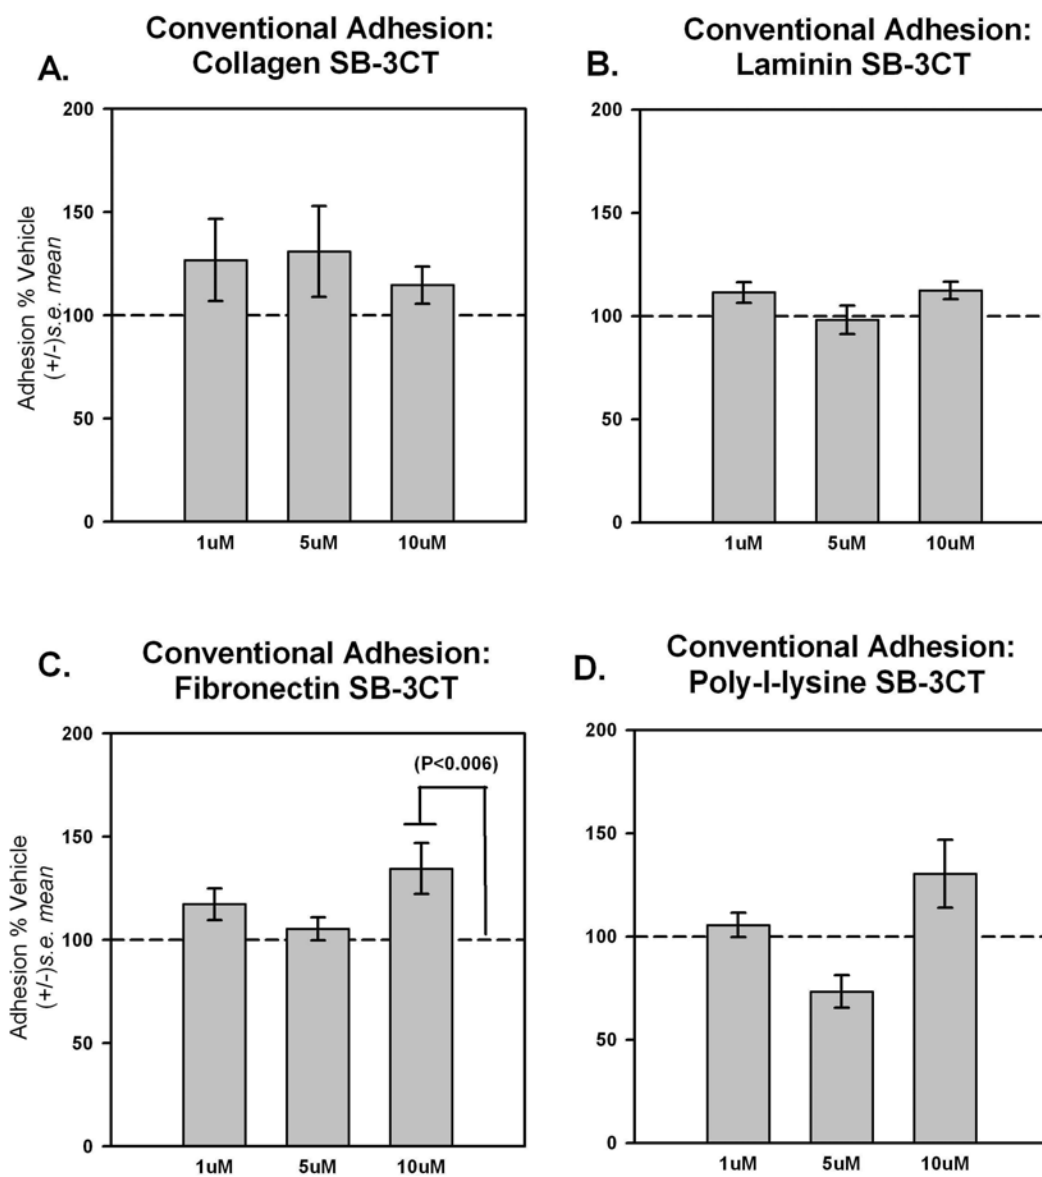 A.
Conventional Adhesion:
Collagen SB-3CT
Adhesion % Vehicle
(+/-)s.e. mean
200
150
100
50
0
1uM 5uM 10uM
B.
Conventional Adhesion:
Laminin SB-3CT
200
150
100
50
0
1uM 5uM 10uM
C.
Conventional Adhesion:
Fibronectin SB-3CT
Adhesion % Vehicle
(+/-)s.e. mean
200
150
100
50
0
(P<0.006)
1uM 5uM 10uM
D.
Conventional Adhesion:
Poly-l-lysine SB-3CT
200
150
100
50
0
1uM 5uM 10uM